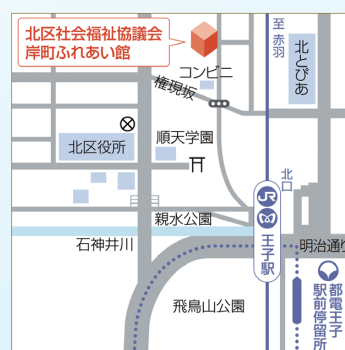 北区社会福祉協議会
岸町ふれあい館
至 赤羽
北とぴあ
コンビニ
権現坂
北区役所
順天学園
北口
JR
王子駅
親水公園
石神井川
明治通り
飛鳥山公園
都電王子
駅前停留所